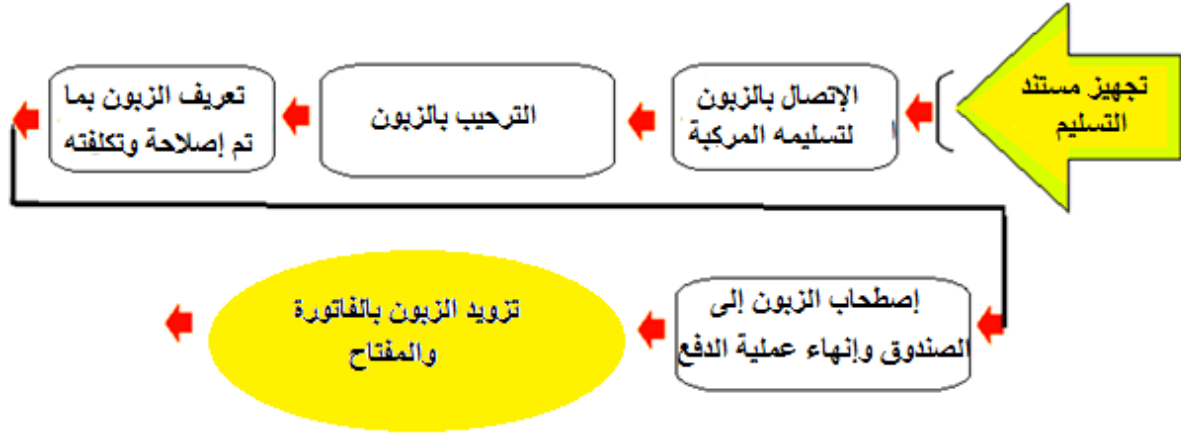 تجهيز مستند
التسليم
الإتصال بالزبون
لتسليمه المركبة
الترحيب بالزبون
تعريف الزبون بما
تم إصلاحة وتكلفته
إصطحاب الزبون إلى
الصندوق وإنهاء عملية الدفع
تزويد الزبون بالفاتورة
والمفتاح